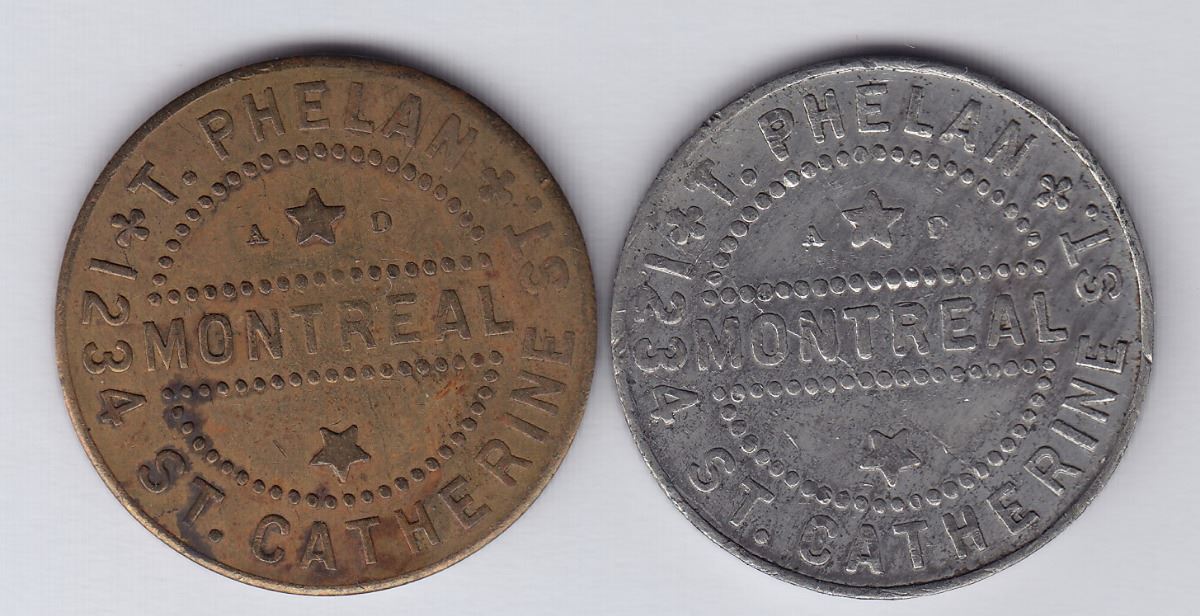 * T. PHELAN *
A D
MONTREAL
1234 ST. CATHERINE ST.
* T. PHELAN *
A D
MONTREAL
1234 ST. CATHERINE ST.